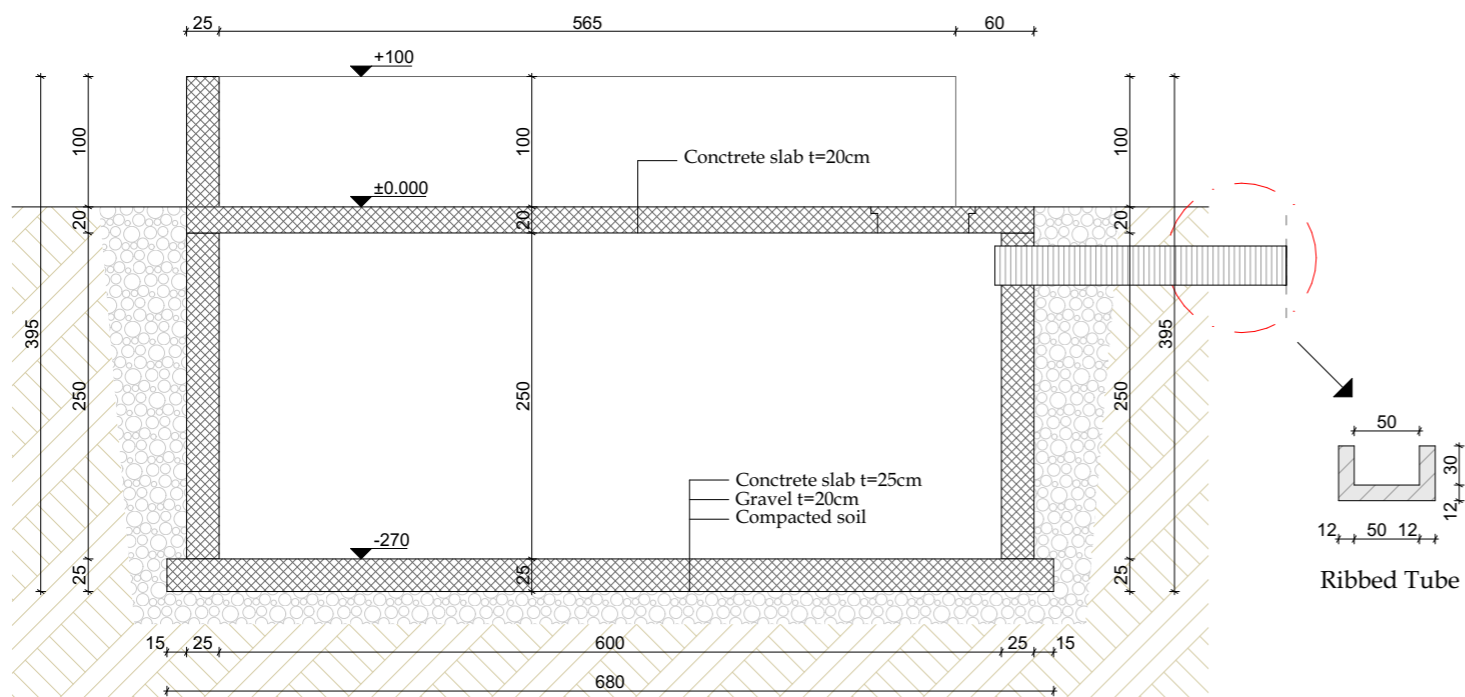 25 565 60
+100
395
100
100
100
Conctrete slab t=20cm
±0.000
20
20
20
250
250
250
395
50
30
12
12 50 12
Ribbed Tube
Conctrete slab t=25cm
Gravel t=20cm
Compacted soil
-270
25
25
25
15 25 600 25 15
680